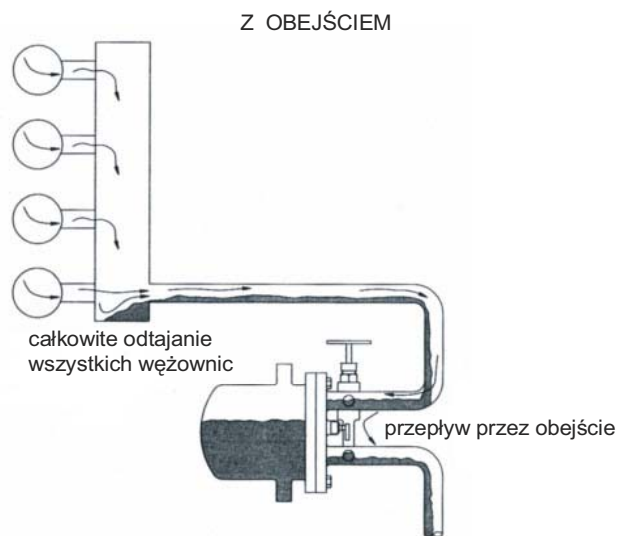 Z OBEJŚCIEM
całkowite odtajanie
wszystkich wężownic
przepływ przez obejście